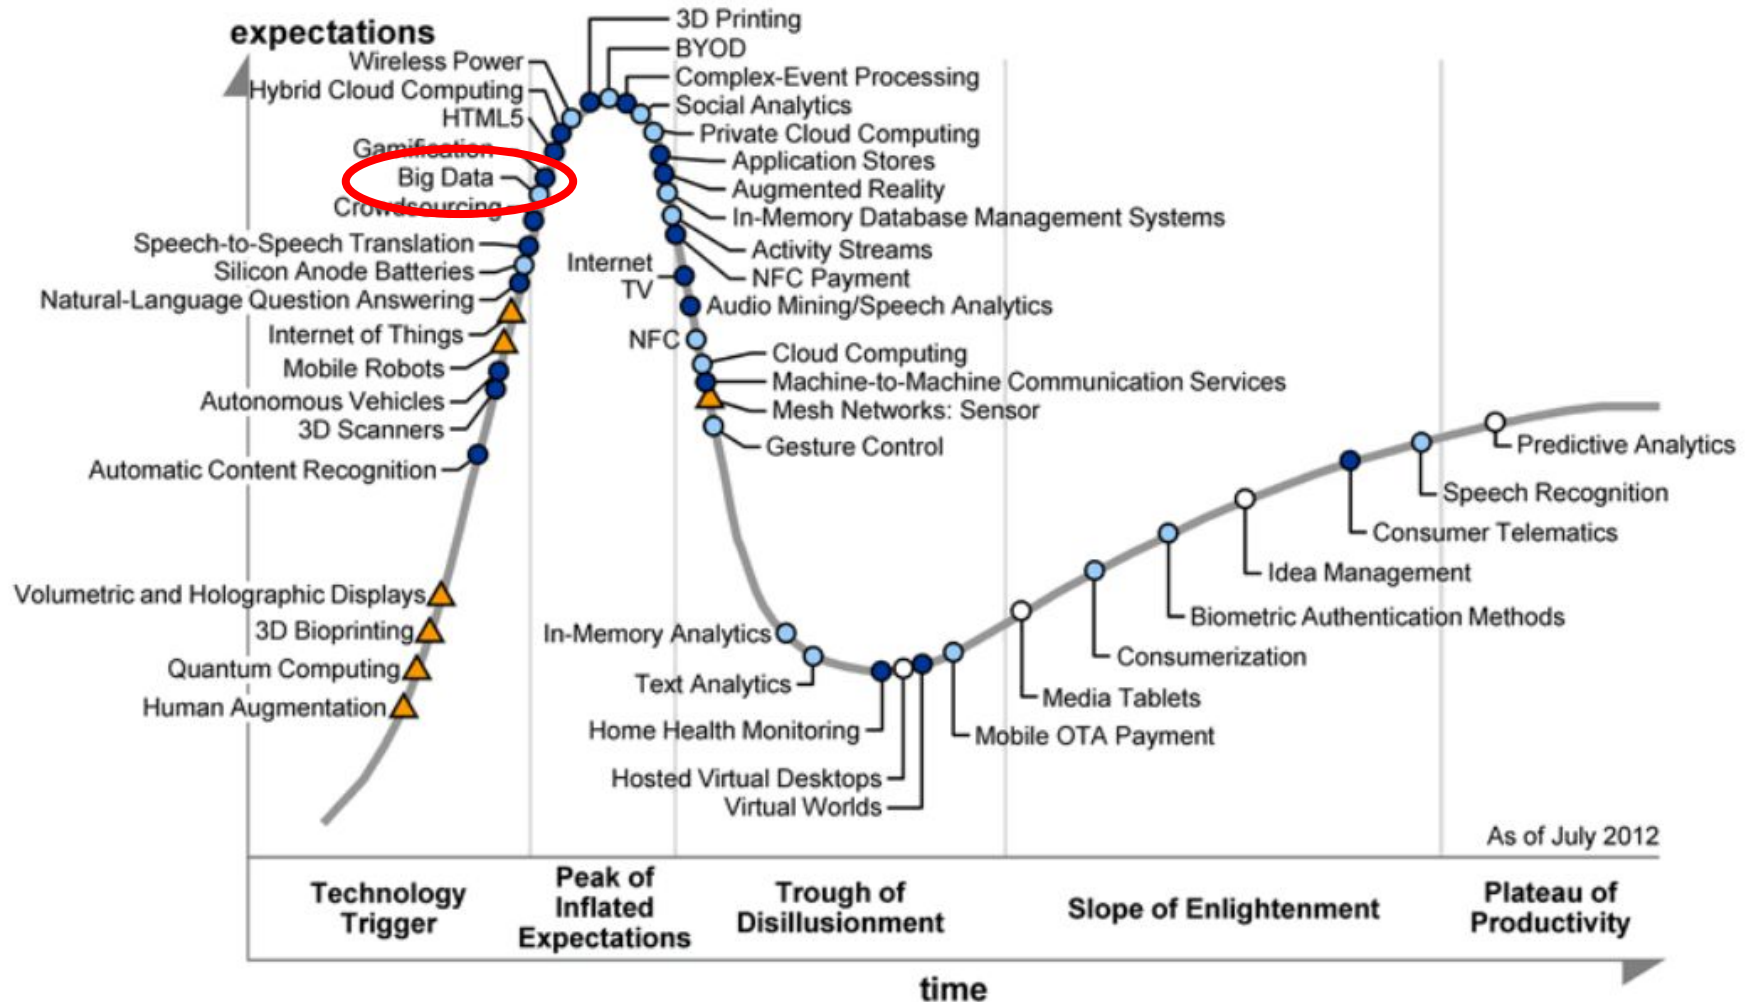 expectations
Wireless Power
Hybrid Cloud Computing
HTML5
Gamification
Big Data
Crowdsourcing
Speech-to-Speech Translation
Silicon Anode Batteries
Natural-Language Question Answering
Internet of Things
Mobile Robots
Autonomous Vehicles
3D Scanners
Automatic Content Recognition
Volumetric and Holographic Displays
3D Bioprinting
Quantum Computing
Human Augmentation
3D Printing
BYOD
Complex-Event Processing
Social Analytics
Private Cloud Computing
Application Stores
Augmented Reality
In-Memory Database Management Systems
Activity Streams
NFC Payment
Internet
TV
Audio Mining/Speech Analytics
NFC
Cloud Computing
Machine-to-Machine Communication Services
Mesh Networks: Sensor
Gesture Control
In-Memory Analytics
Text Analytics
Home Health Monitoring
Hosted Virtual Desktops
Virtual Worlds
Mobile OTA Payment
Media Tablets
Consumerization
Biometric Authentication Methods
Idea Management
Consumer Telematics
Speech Recognition
Predictive Analytics
As of July 2012
Technology
Trigger
Peak of
Inflated
Expectations
Trough of
Disillusionment
Slope of Enlightenment
Plateau of
Productivity
time